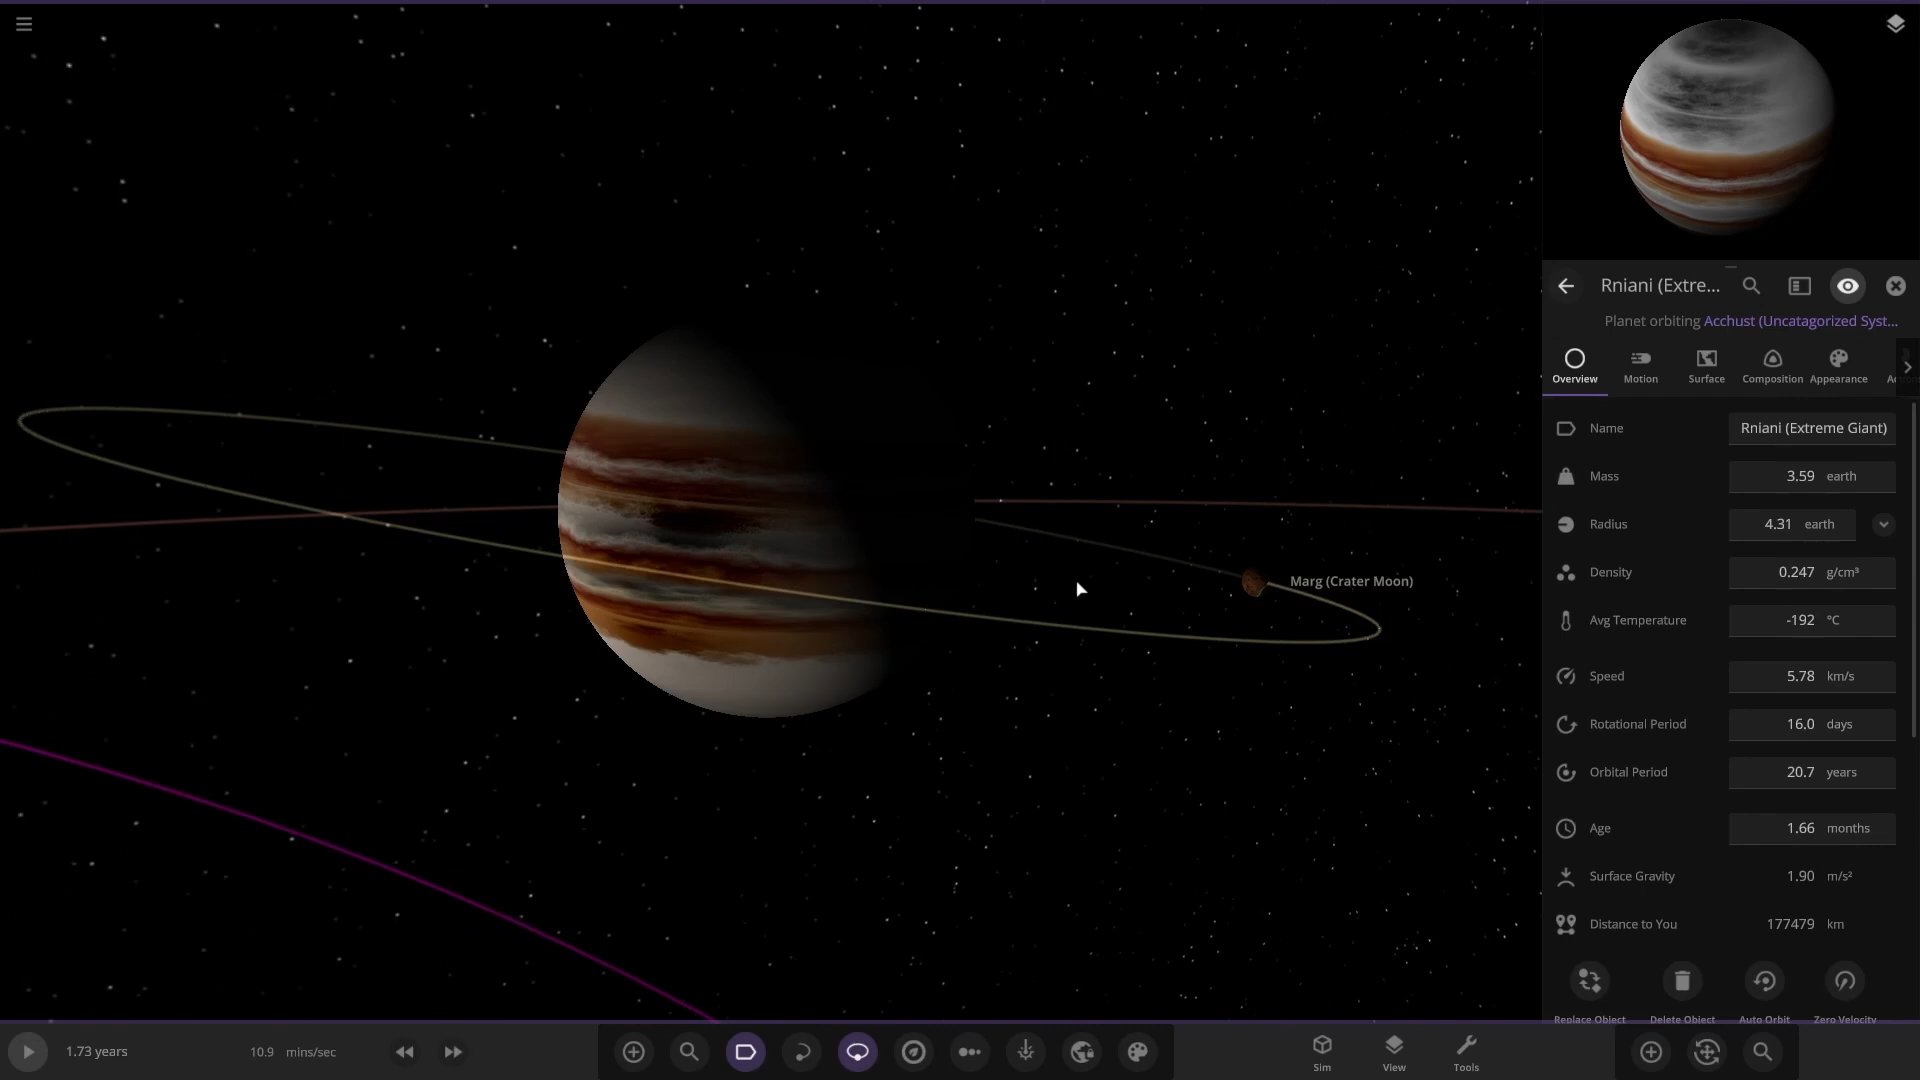 Rniani (Extre...
Planet orbiting Acchust (Uncatagorized Syst...
Overview Motion Surface Composition Appearance
Name Rniani (Extreme Giant)
Mass 3.59 earth
Radius 4.31 earth
Density 0.247 g/cm³
Avg Temperature -192 °C
Speed 5.78 km/s
Rotational Period 16.0 days
Orbital Period 20.7 years
Age 1.66 months
Surface Gravity 1.90 m/s²
Distance to You 177479 km
Replace Object Delete Object Auto Orbit Zero Velocity
Marg (Crater Moon)
1.73 years 10.9 mins/sec
Sim View Tools